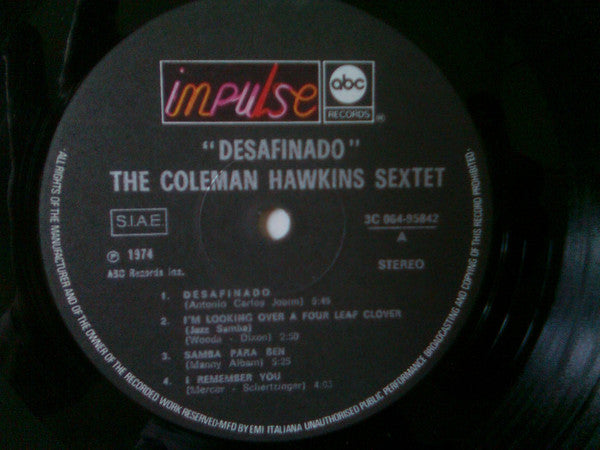 impulse
abc
RECORDS
®
"DESAFINADO"
THE COLEMAN HAWKINS SEXTET
S.I.A.E.
3C 064-95842
A
℗ 1974
ABC Records Inc.
STEREO
1. DESAFINADO
(Antonio Carlos Jobim) 5:45
2. I'M LOOKING OVER A FOUR LEAF CLOVER
(Jazz Samba)
(Woods - Dixon) 2:50
3. SAMBA PARA BEN
(Manny Albam) 5:25
4. I REMEMBER YOU
(Mercer - Schertzinger) 4:03
·ALL RIGHTS OF THE MANUFACTURER AND OF THE OWNER OF THE RECORDED WORK RESERVED-MFD BY EMI ITALIANA UNAUTHORISED PUBLIC PERFORMANCE BROADCASTING AND COPYING OF THIS RECORD PROHIBITED·